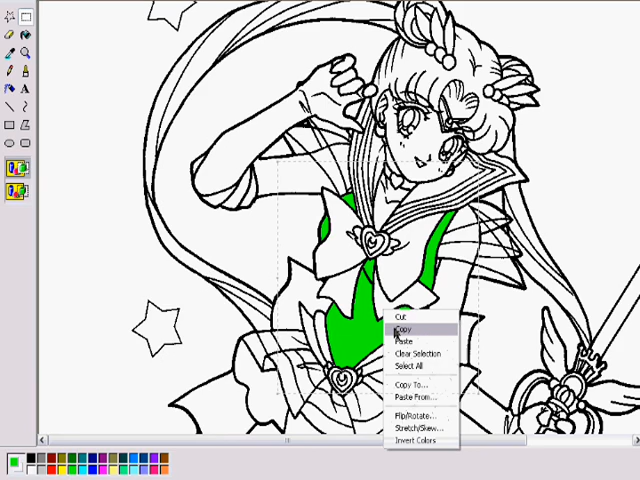 A
Cut
Copy
Paste
Clear Selection
Select All
Copy To...
Paste From...
Flip/Rotate...
Stretch/Skew...
Invert Colors